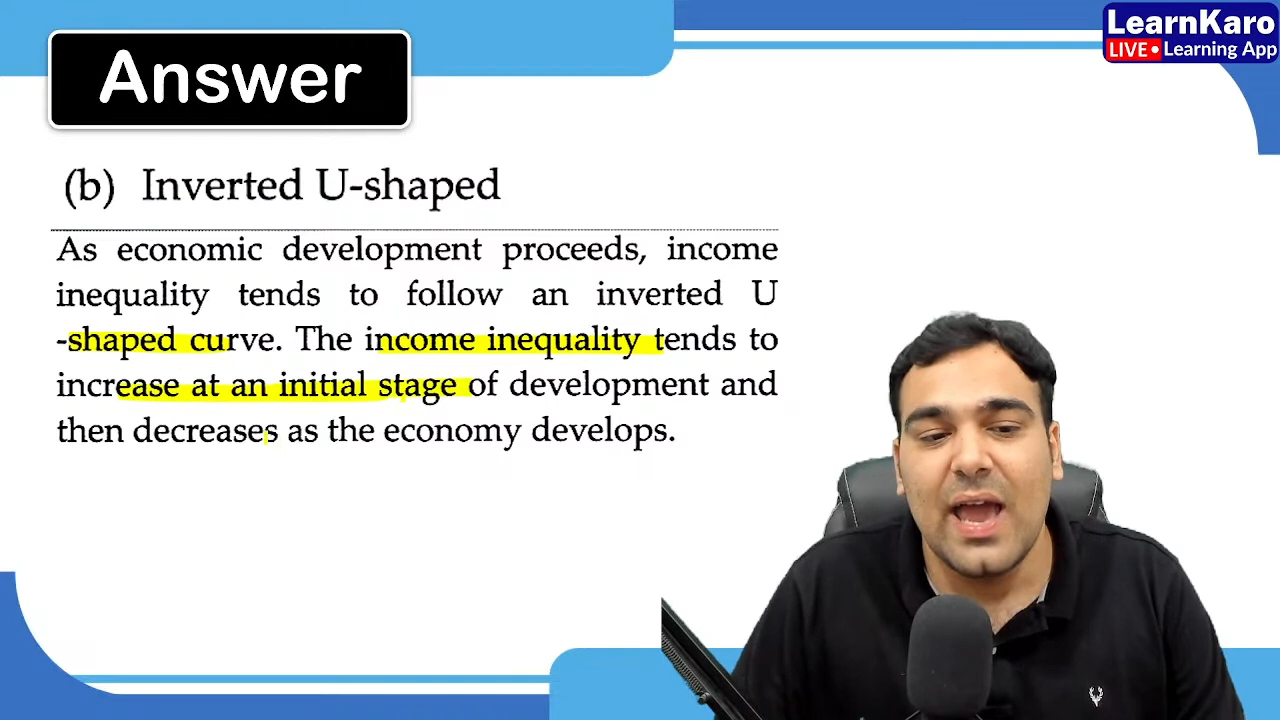 LearnKaro
LIVE • Learning App
Answer
(b) Inverted U-shaped
As economic development proceeds, income
inequality tends to follow an inverted U
-shaped curve. The income inequality tends to
increase at an initial stage of development and
then decreases as the economy develops.